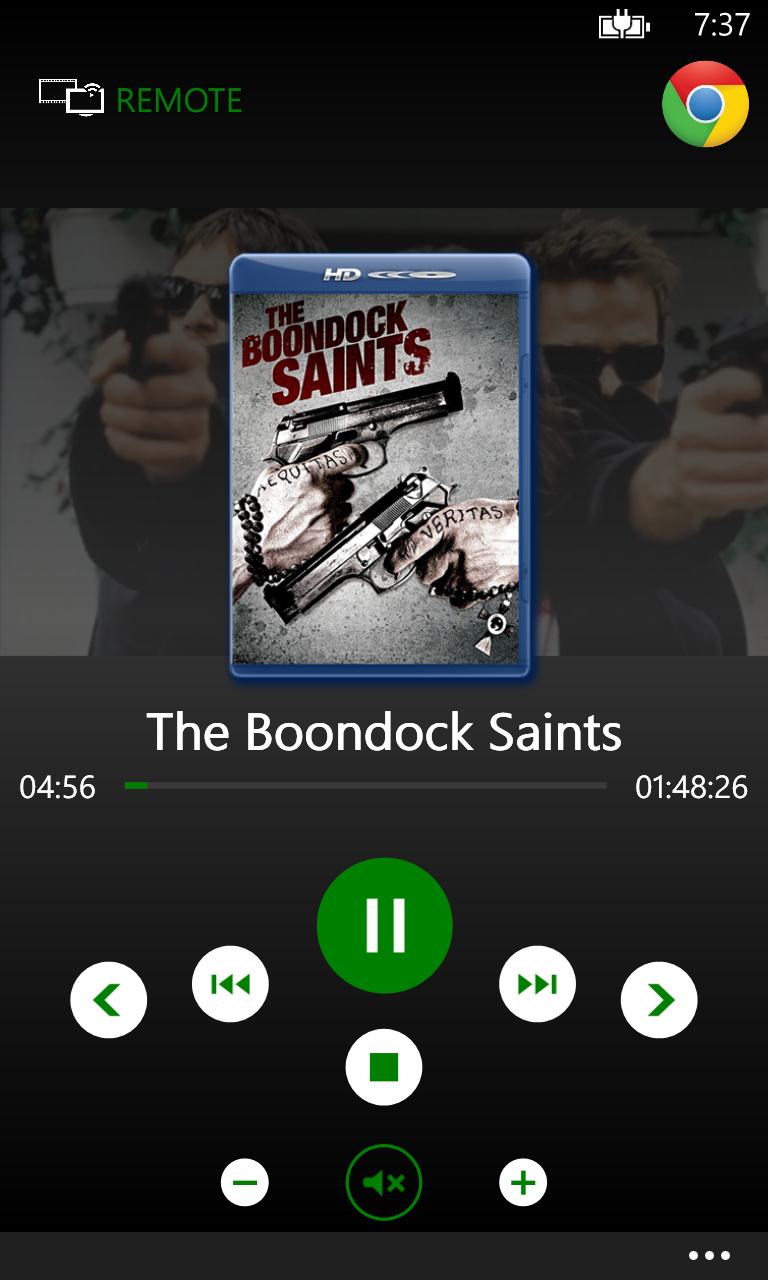 7:37
REMOTE
HD
THE
BOONDOCK
SAINTS
AEQUITAS
VERITAS
The Boondock Saints
04:56
01:48:26